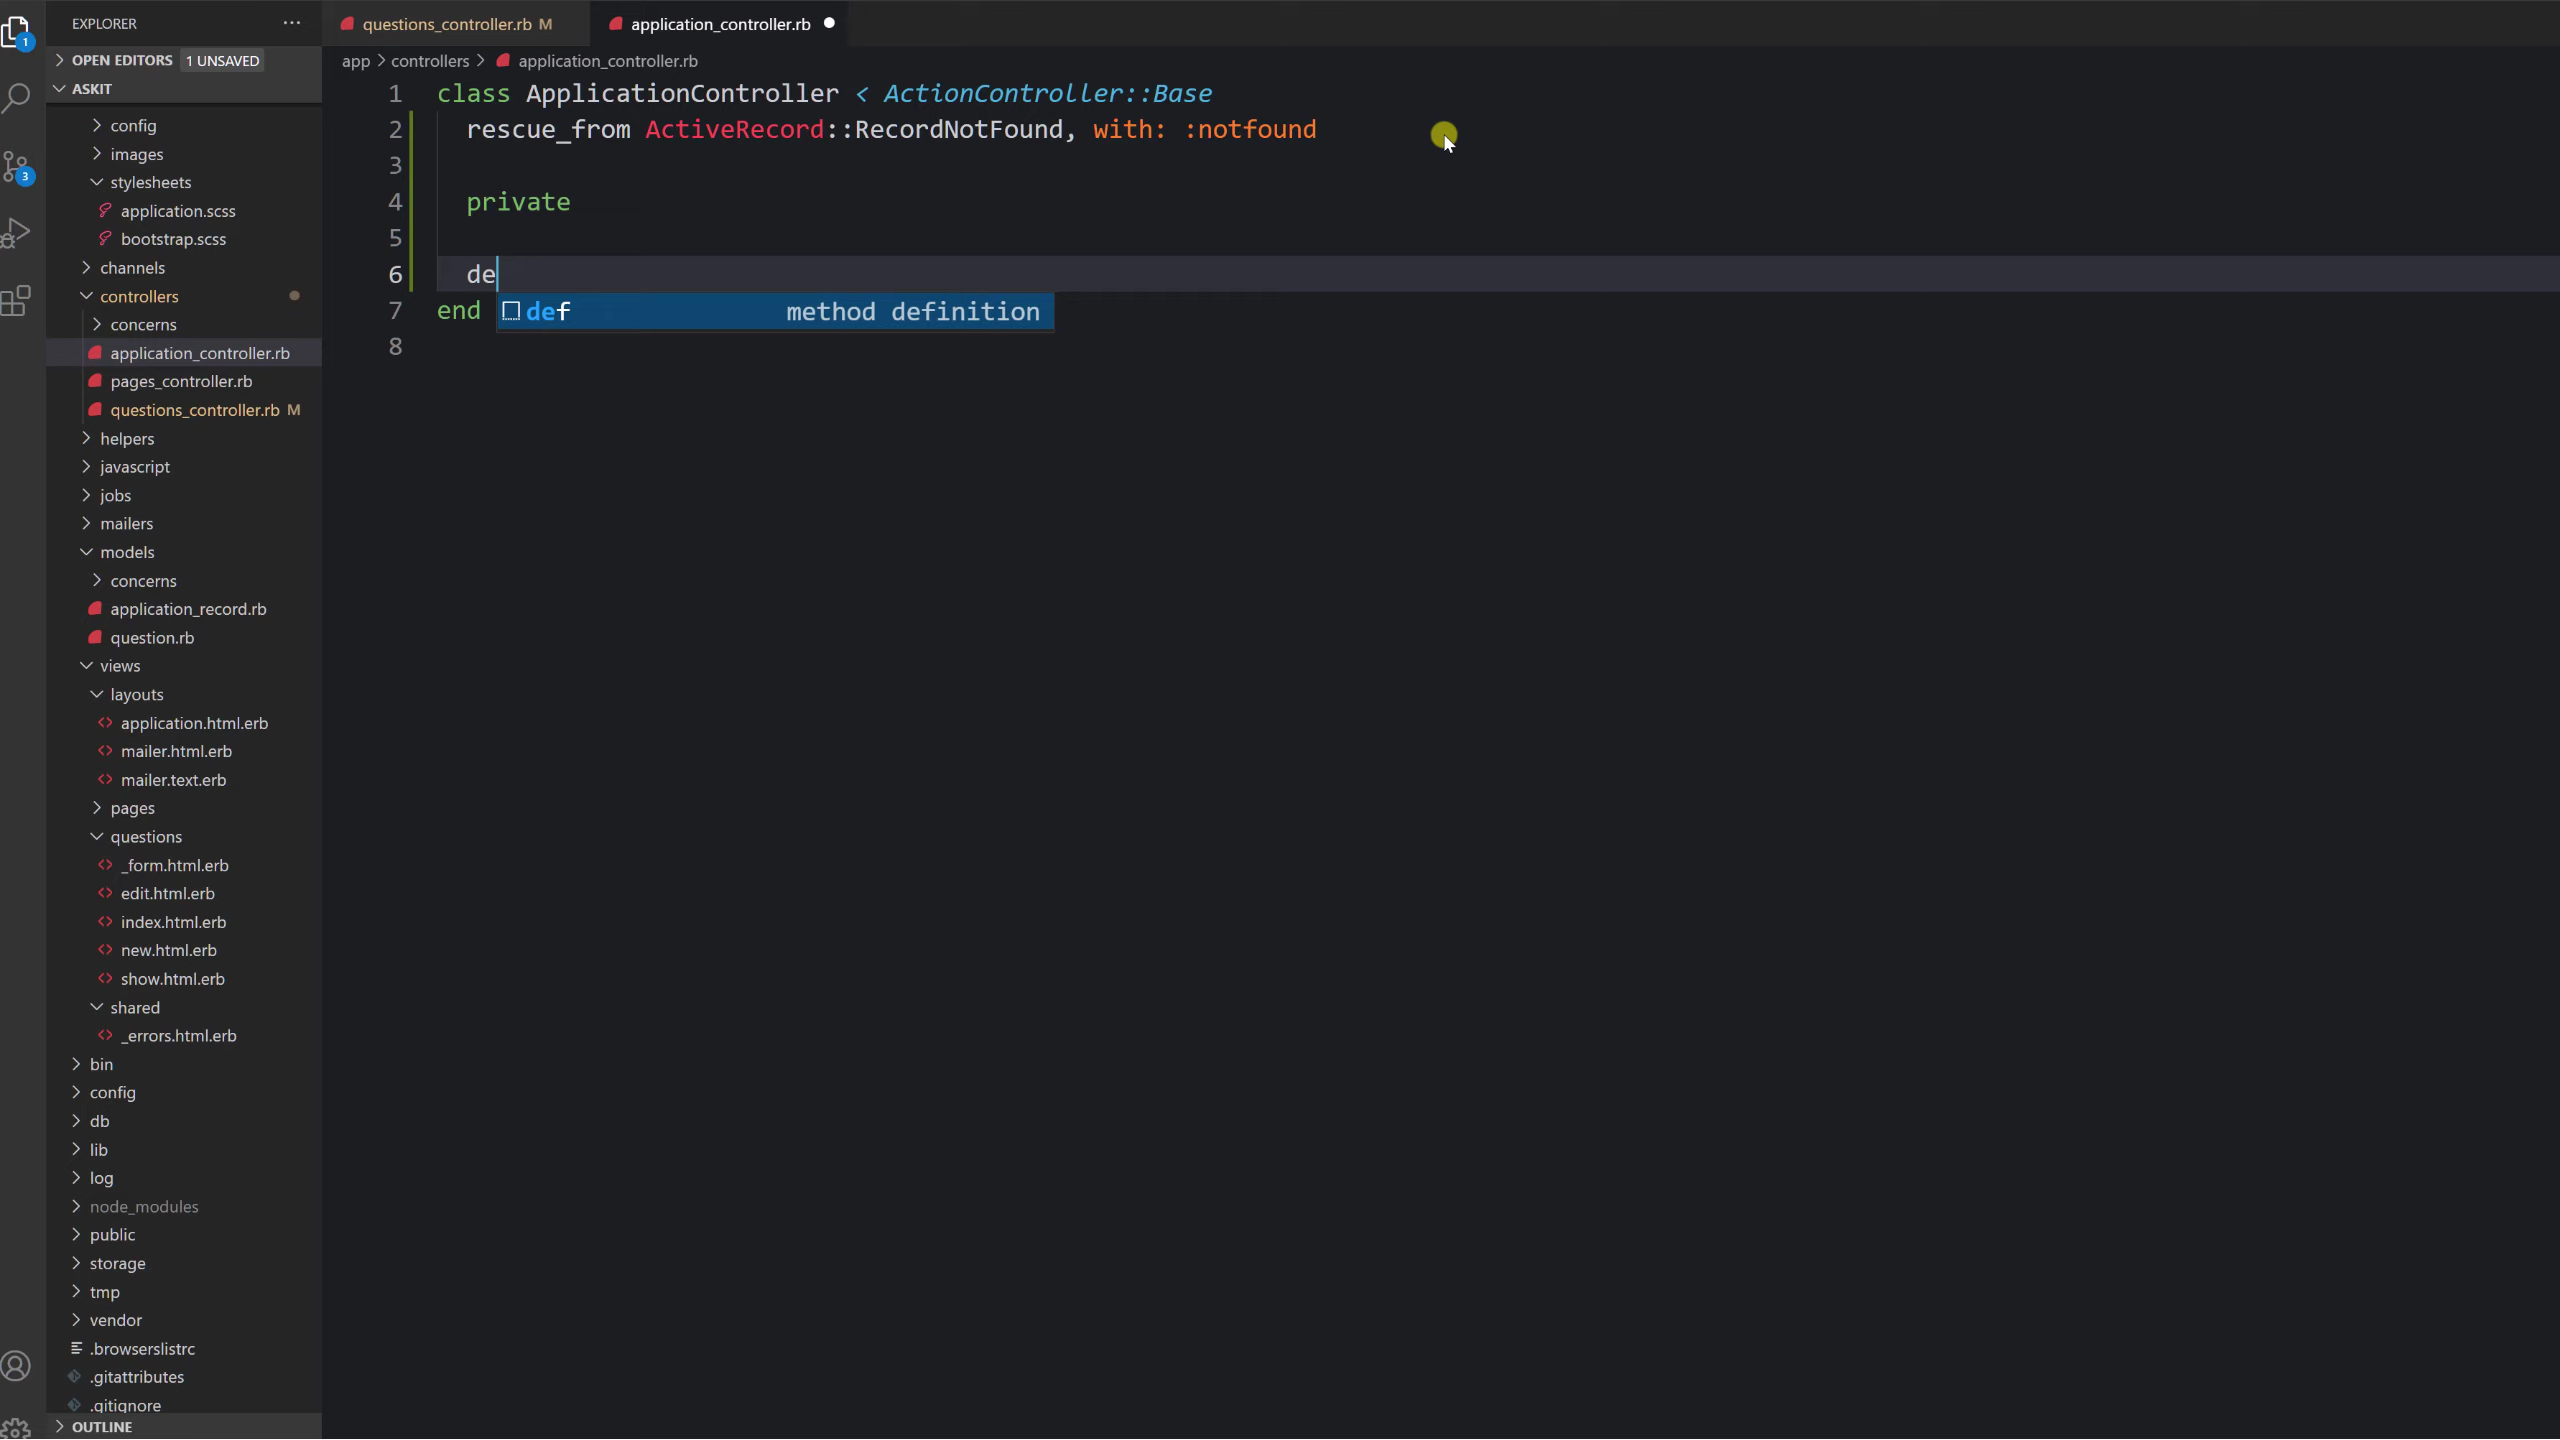 EXPLORER
OPEN EDITORS 1 UNSAVED
ASKIT
config
images
stylesheets
application.scss
bootstrap.scss
channels
controllers
concerns
application_controller.rb
pages_controller.rb
questions_controller.rb M
helpers
javascript
jobs
mailers
models
concerns
application_record.rb
question.rb
views
layouts
application.html.erb
mailer.html.erb
mailer.text.erb
pages
questions
_form.html.erb
edit.html.erb
index.html.erb
new.html.erb
show.html.erb
shared
_errors.html.erb
bin
config
db
lib
log
node_modules
public
storage
tmp
vendor
.browserslistrc
.gitattributes
.gitignore
OUTLINE
1
3
questions_controller.rb M
application_controller.rb
app > controllers > application_controller.rb
1 class ApplicationController < ActionController::Base
2 rescue_from ActiveRecord::RecordNotFound, with: :notfound
3
4 private
5
6 de
7 end
def method definition
8